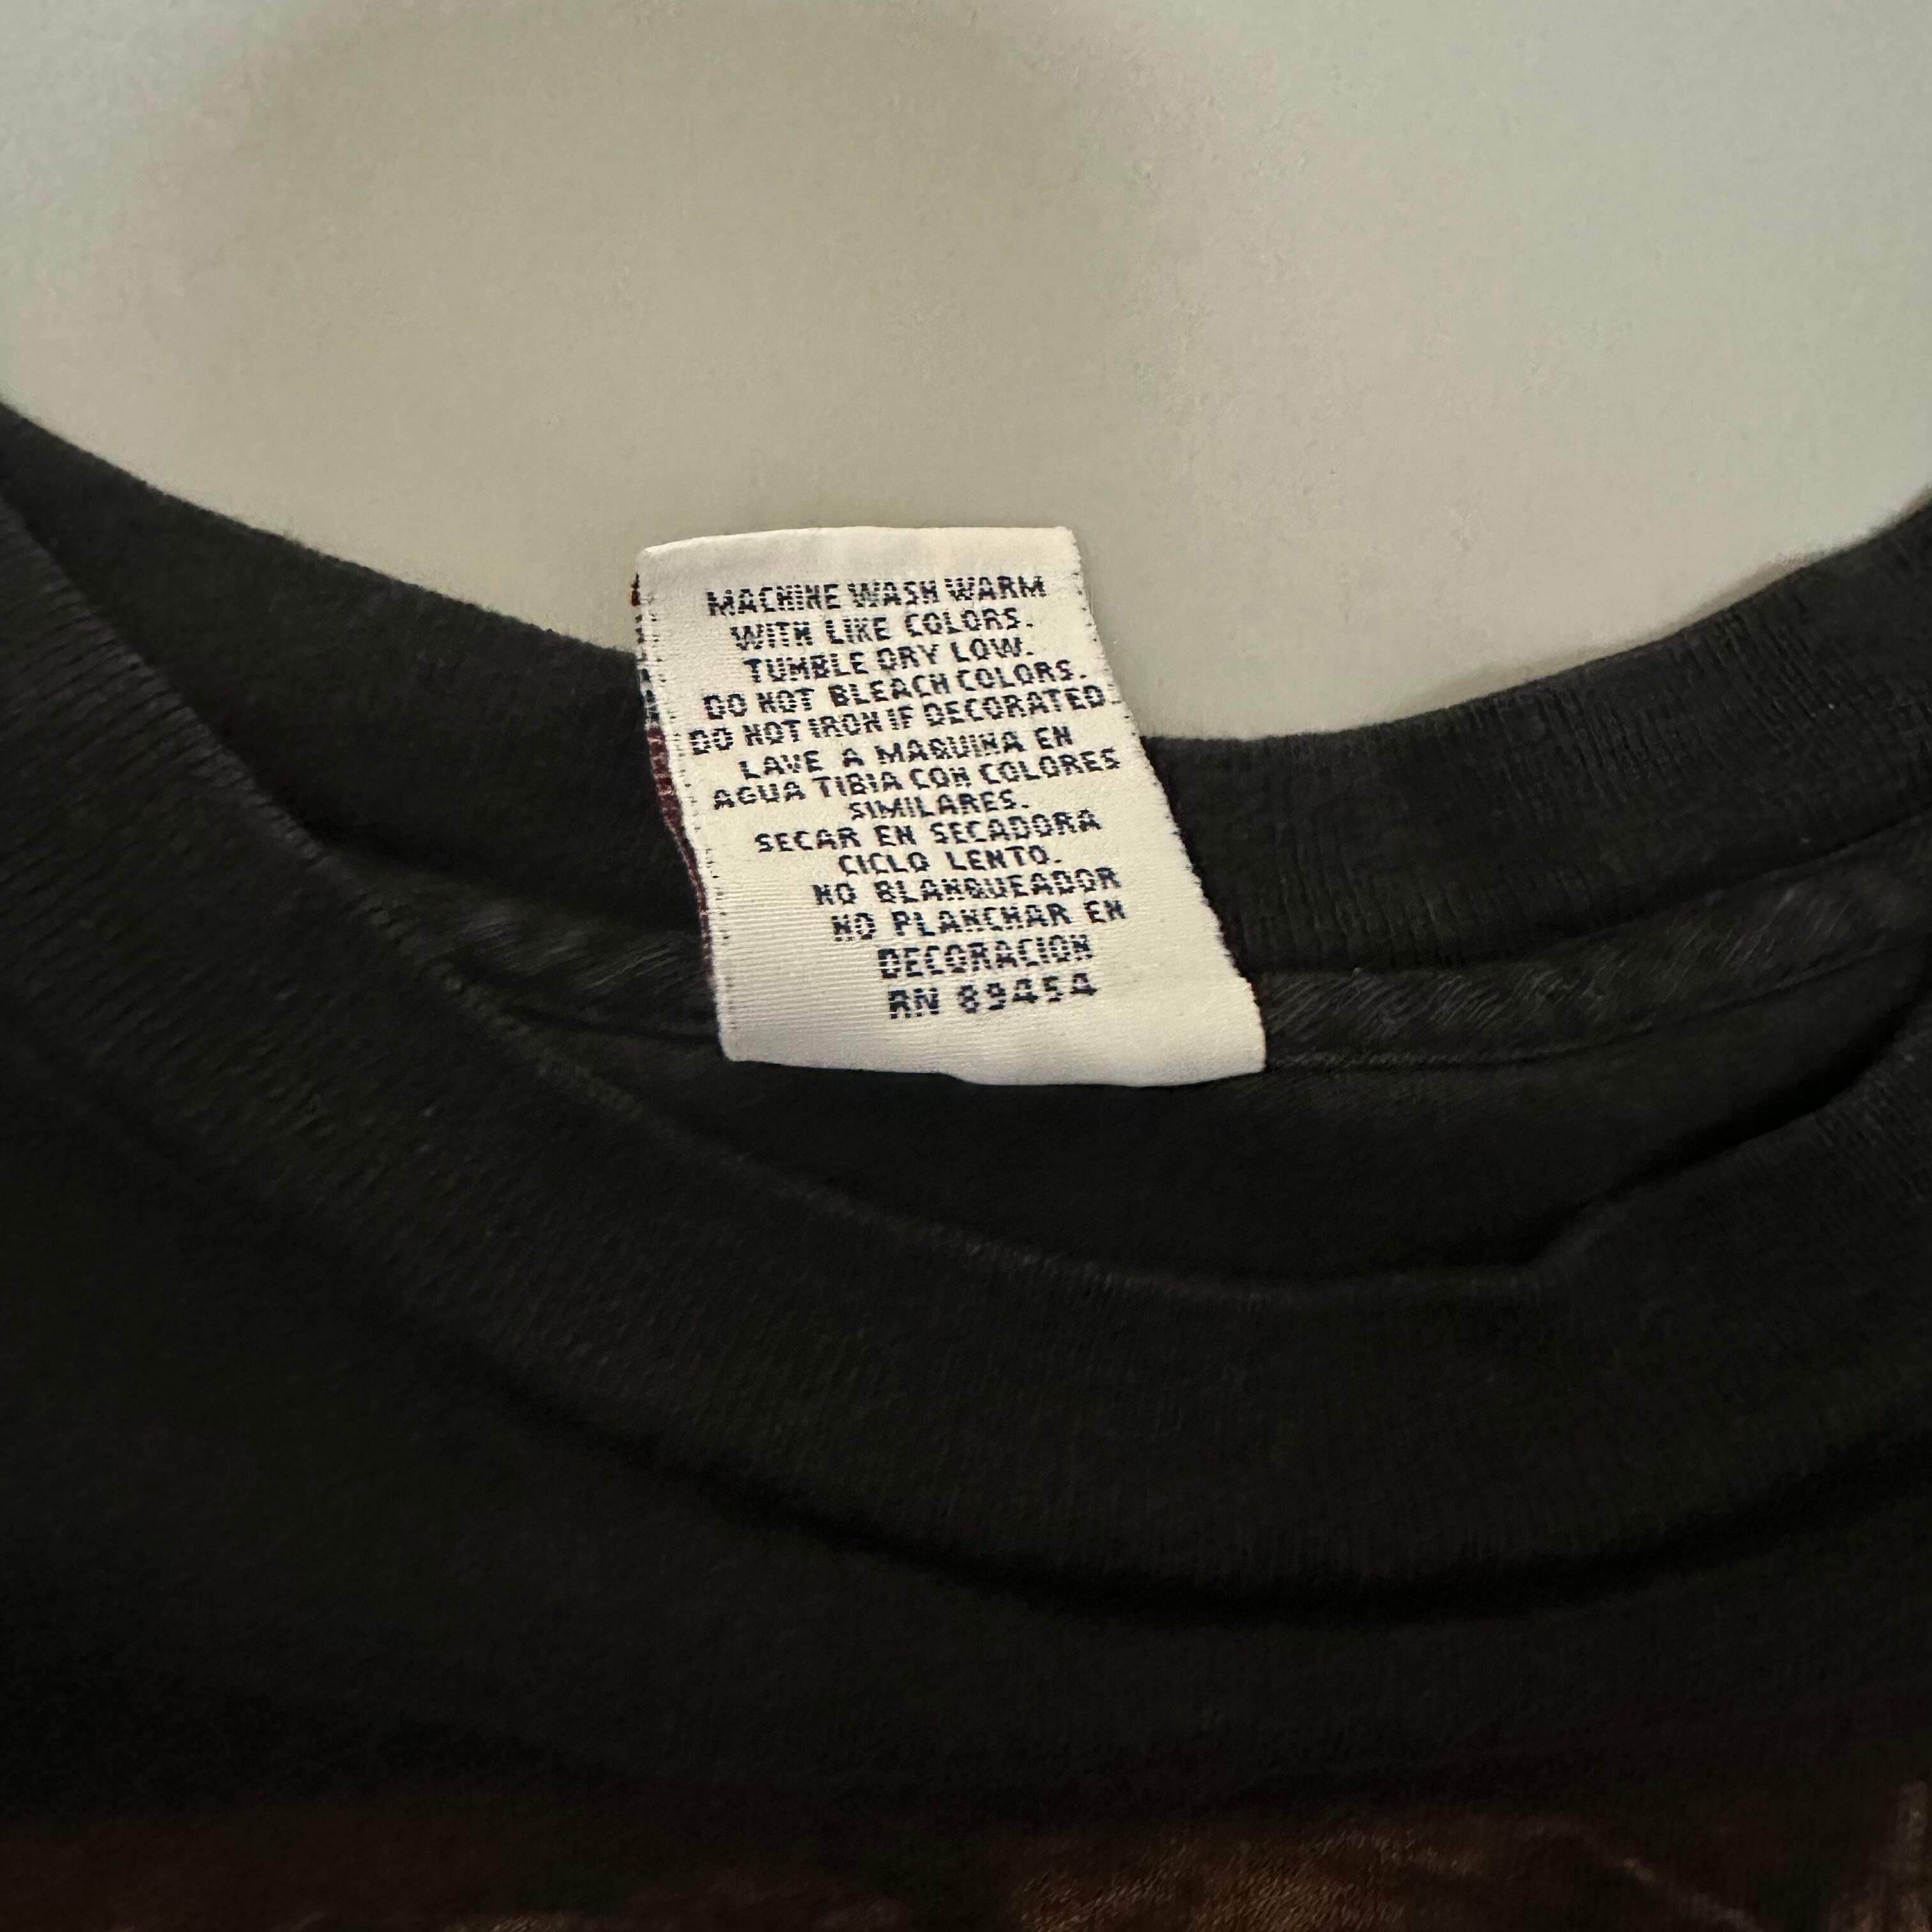 MACHINE WASH WARM
WITH LIKE COLORS.
TUMBLE DRY LOW.
DO NOT BLEACH COLORS.
DO NOT IRON IF DECORATED.
LAVE A MAQUINA EN
AGUA TIBIA CON COLORES
SIMILARES.
SECAR EN SECADORA
CICLO LENTO.
NO BLANQUEADOR
NO PLANCHAR EN
DECORACION
RN 89454